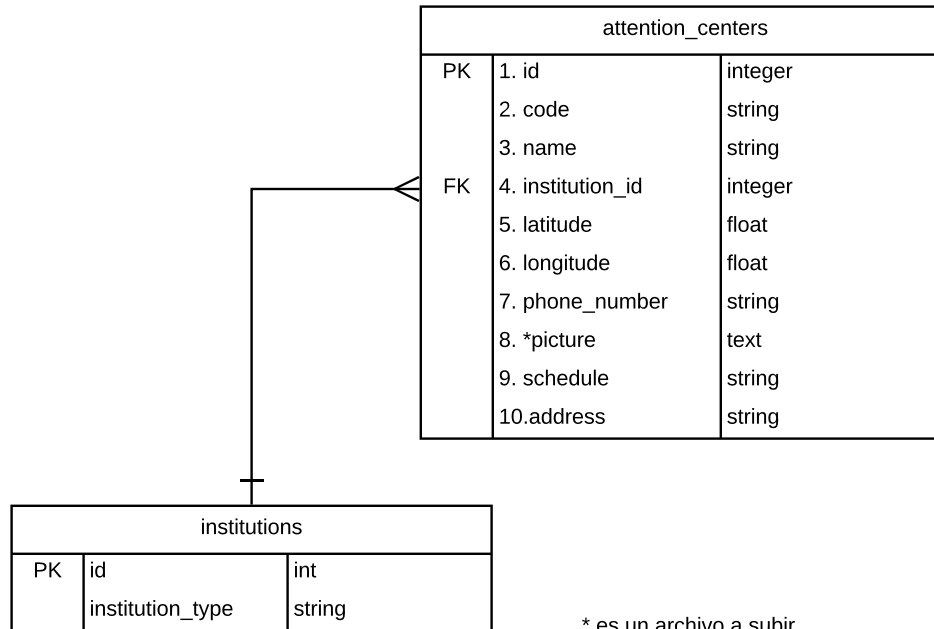 attention_centers
PK 1. id integer
2. code string
3. name string
FK 4. institution_id integer
5. latitude float
6. longitude float
7. phone_number string
8. *picture text
9. schedule string
10.address string
institutions
PK id int
institution_type string
* es un archivo a subir